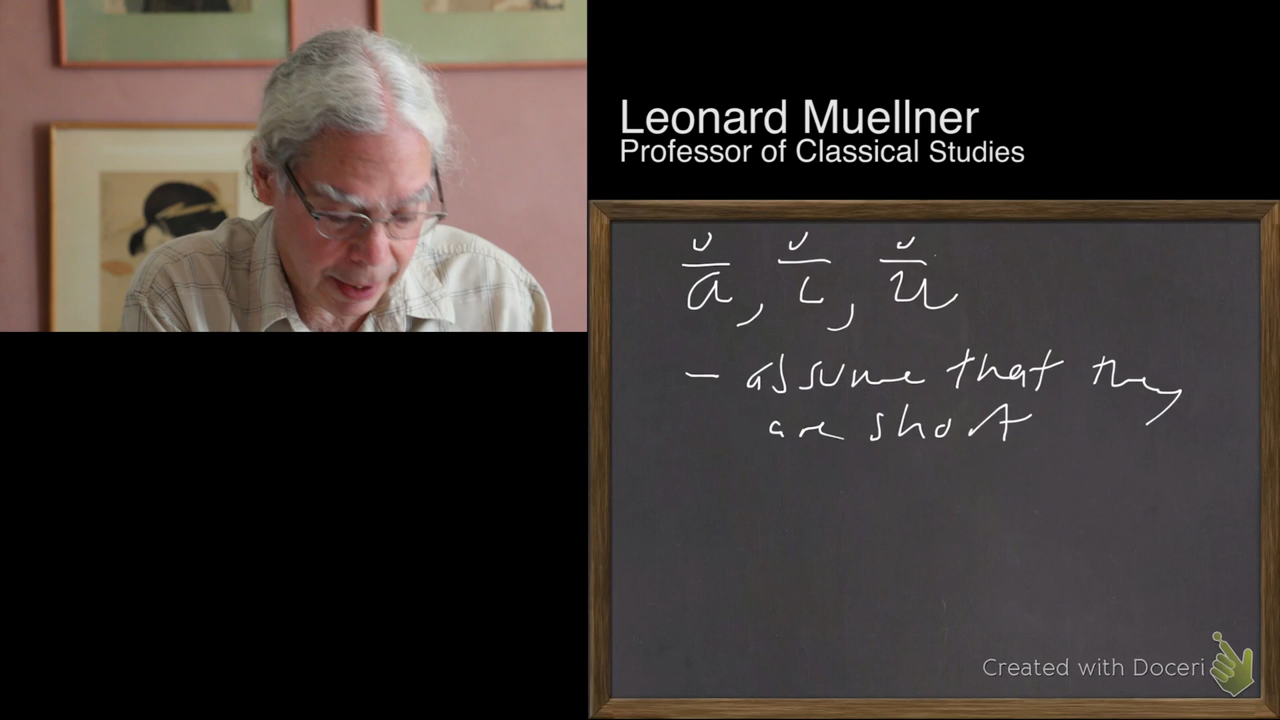 Leonard Muellner
Professor of Classical Studies
ᾰ̄, ῐ̄, ῠ̄
- assume that they
are short
Created with Doceri